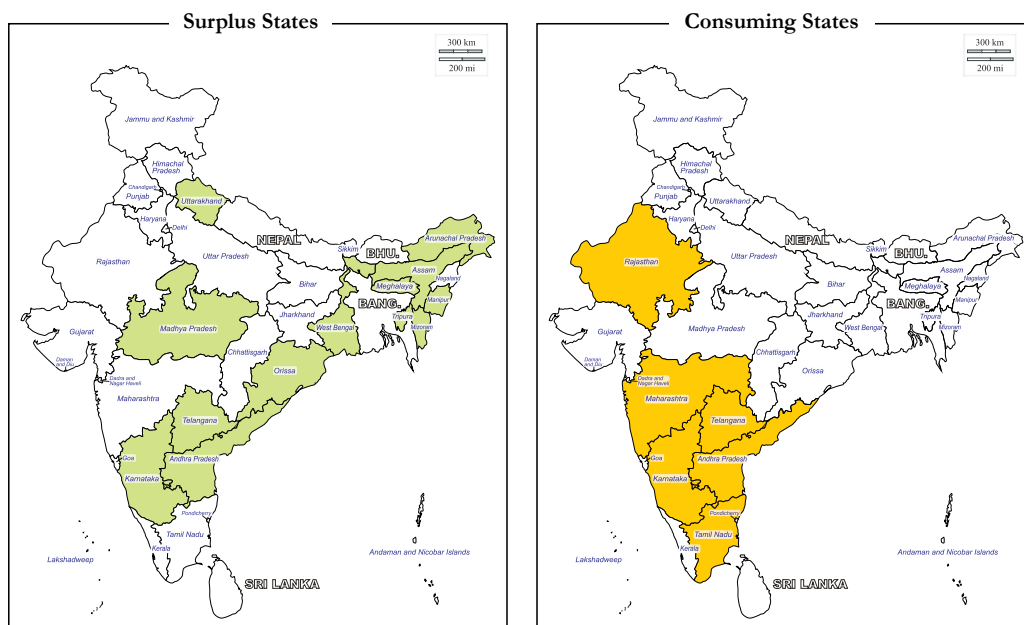 Surplus States
300 km
200 mi
Jammu and Kashmir
Himachal
Pradesh
Chandigarh
Punjab
Uttarakhand
Haryana
Delhi
NEPAL
Sikkim
BHU.
Arunachal Pradesh
Rajasthan
Uttar Pradesh
Assam
Nagaland
Bihar
Meghalaya
BANG.
Manipur
Jharkhand
Tripura
West Bengal
Mizoram
Gujarat
Madhya Pradesh
Chhattisgarh
Daman
and Diu
Orissa
Dadra and
Nagar Haveli
Maharashtra
Telangana
Goa
Andhra Pradesh
Karnataka
Pondicherry
Tamil Nadu
Kerala
Lakshadweep
Andaman and Nicobar Islands
SRI LANKA
Consuming States
300 km
200 mi
Jammu and Kashmir
Himachal
Pradesh
Chandigarh
Punjab
Uttarakhand
Haryana
Delhi
NEPAL
Sikkim
BHU.
Arunachal Pradesh
Rajasthan
Uttar Pradesh
Assam
Nagaland
Bihar
Meghalaya
BANG.
Manipur
Jharkhand
Tripura
West Bengal
Mizoram
Gujarat
Madhya Pradesh
Chhattisgarh
Daman
and Diu
Orissa
Dadra and
Nagar Haveli
Maharashtra
Telangana
Goa
Andhra Pradesh
Karnataka
Pondicherry
Tamil Nadu
Kerala
Lakshadweep
Andaman and Nicobar Islands
SRI LANKA